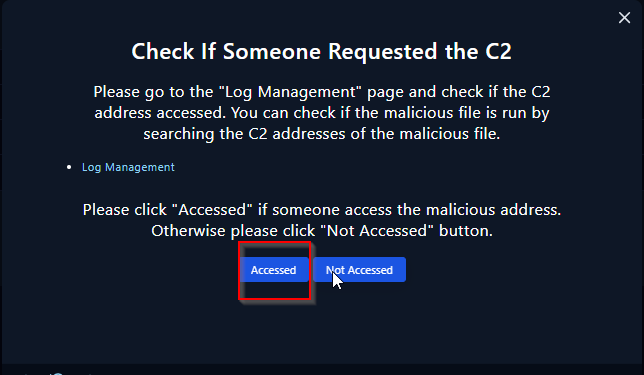 Check If Someone Requested the C2
Please go to the "Log Management" page and check if the C2
address accessed. You can check if the malicious file is run by
searching the C2 addresses of the malicious file.
Log Management
Please click "Accessed" if someone access the malicious address.
Otherwise please click "Not Accessed" button.
Accessed
Not Accessed